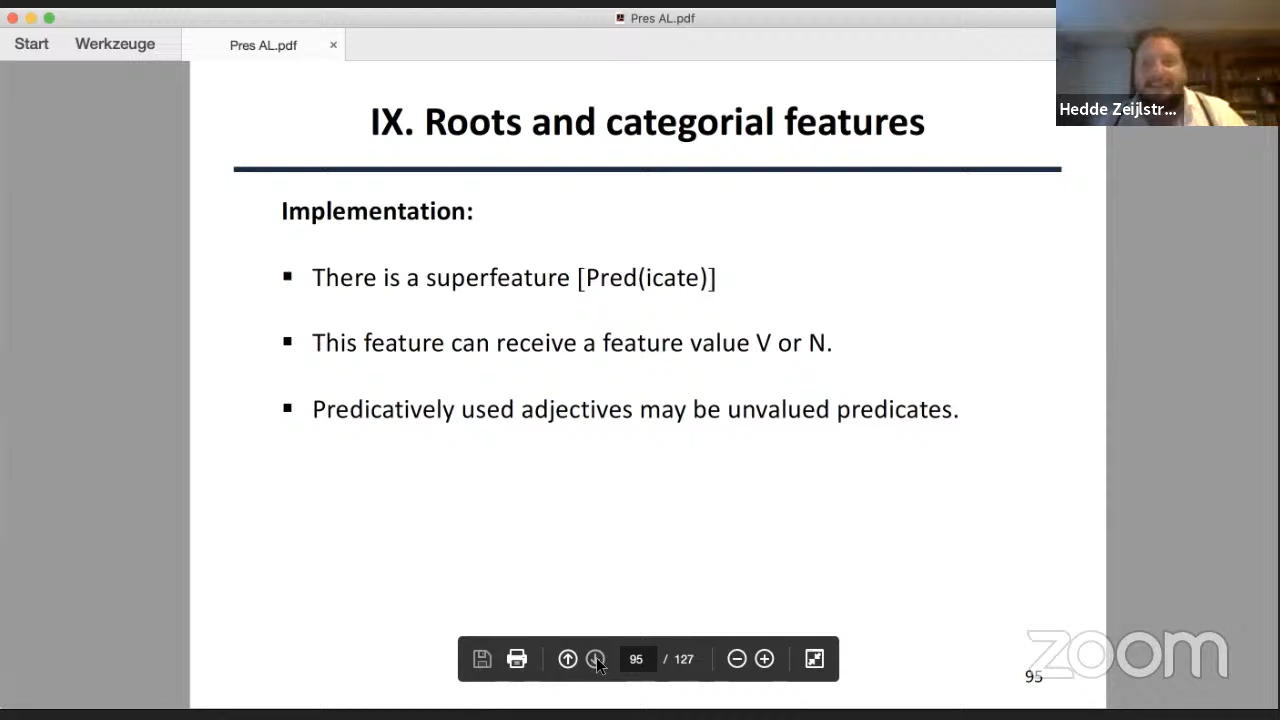 Pres AL.pdf
Start Werkzeuge Pres AL.pdf ×
Hedde Zeijlstr...
IX. Roots and categorial features
Implementation:
▪ There is a superfeature [Pred(icate)]
▪ This feature can receive a feature value V or N.
▪ Predicatively used adjectives may be unvalued predicates.
95 / 127
zoom
95